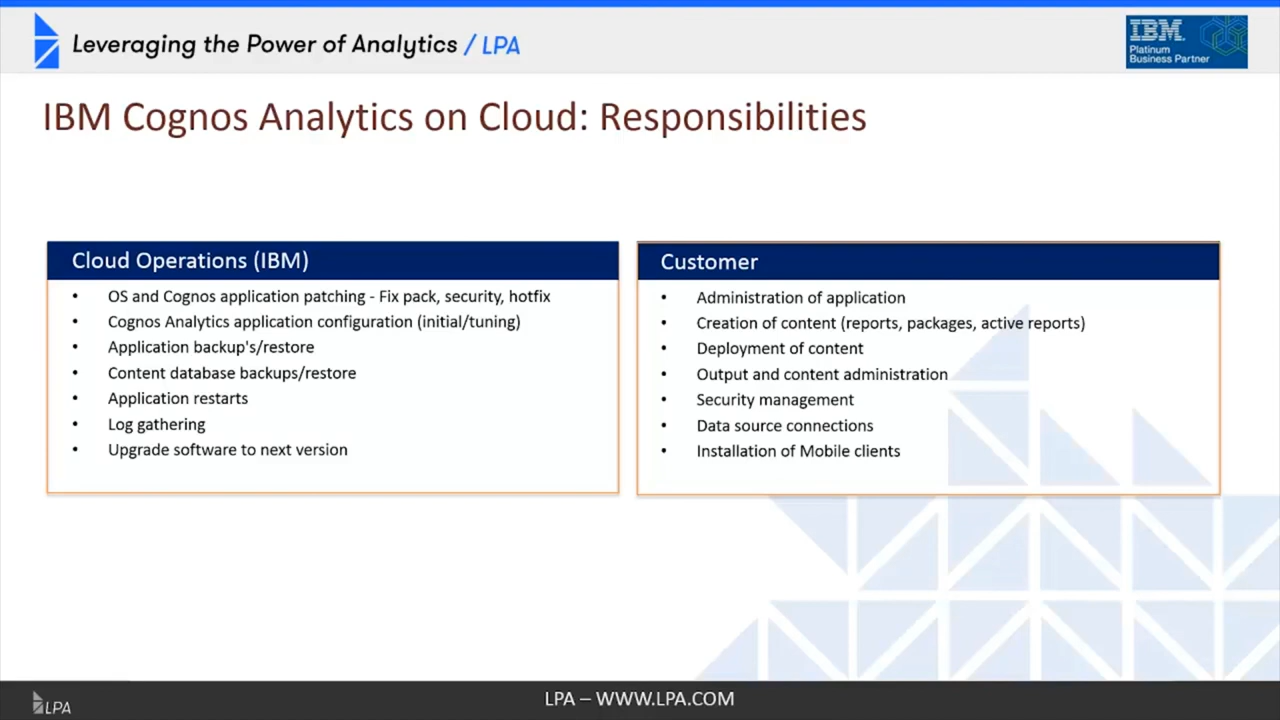 Leveraging the Power of Analytics / LPA
IBM
Platinum
Business Partner
IBM Cognos Analytics on Cloud: Responsibilities
Cloud Operations (IBM)
• OS and Cognos application patching - Fix pack, security, hotfix
• Cognos Analytics application configuration (initial/tuning)
• Application backup's/restore
• Content database backups/restore
• Application restarts
• Log gathering
• Upgrade software to next version
Customer
• Administration of application
• Creation of content (reports, packages, active reports)
• Deployment of content
• Output and content administration
• Security management
• Data source connections
• Installation of Mobile clients
LPA
LPA – WWW.LPA.COM